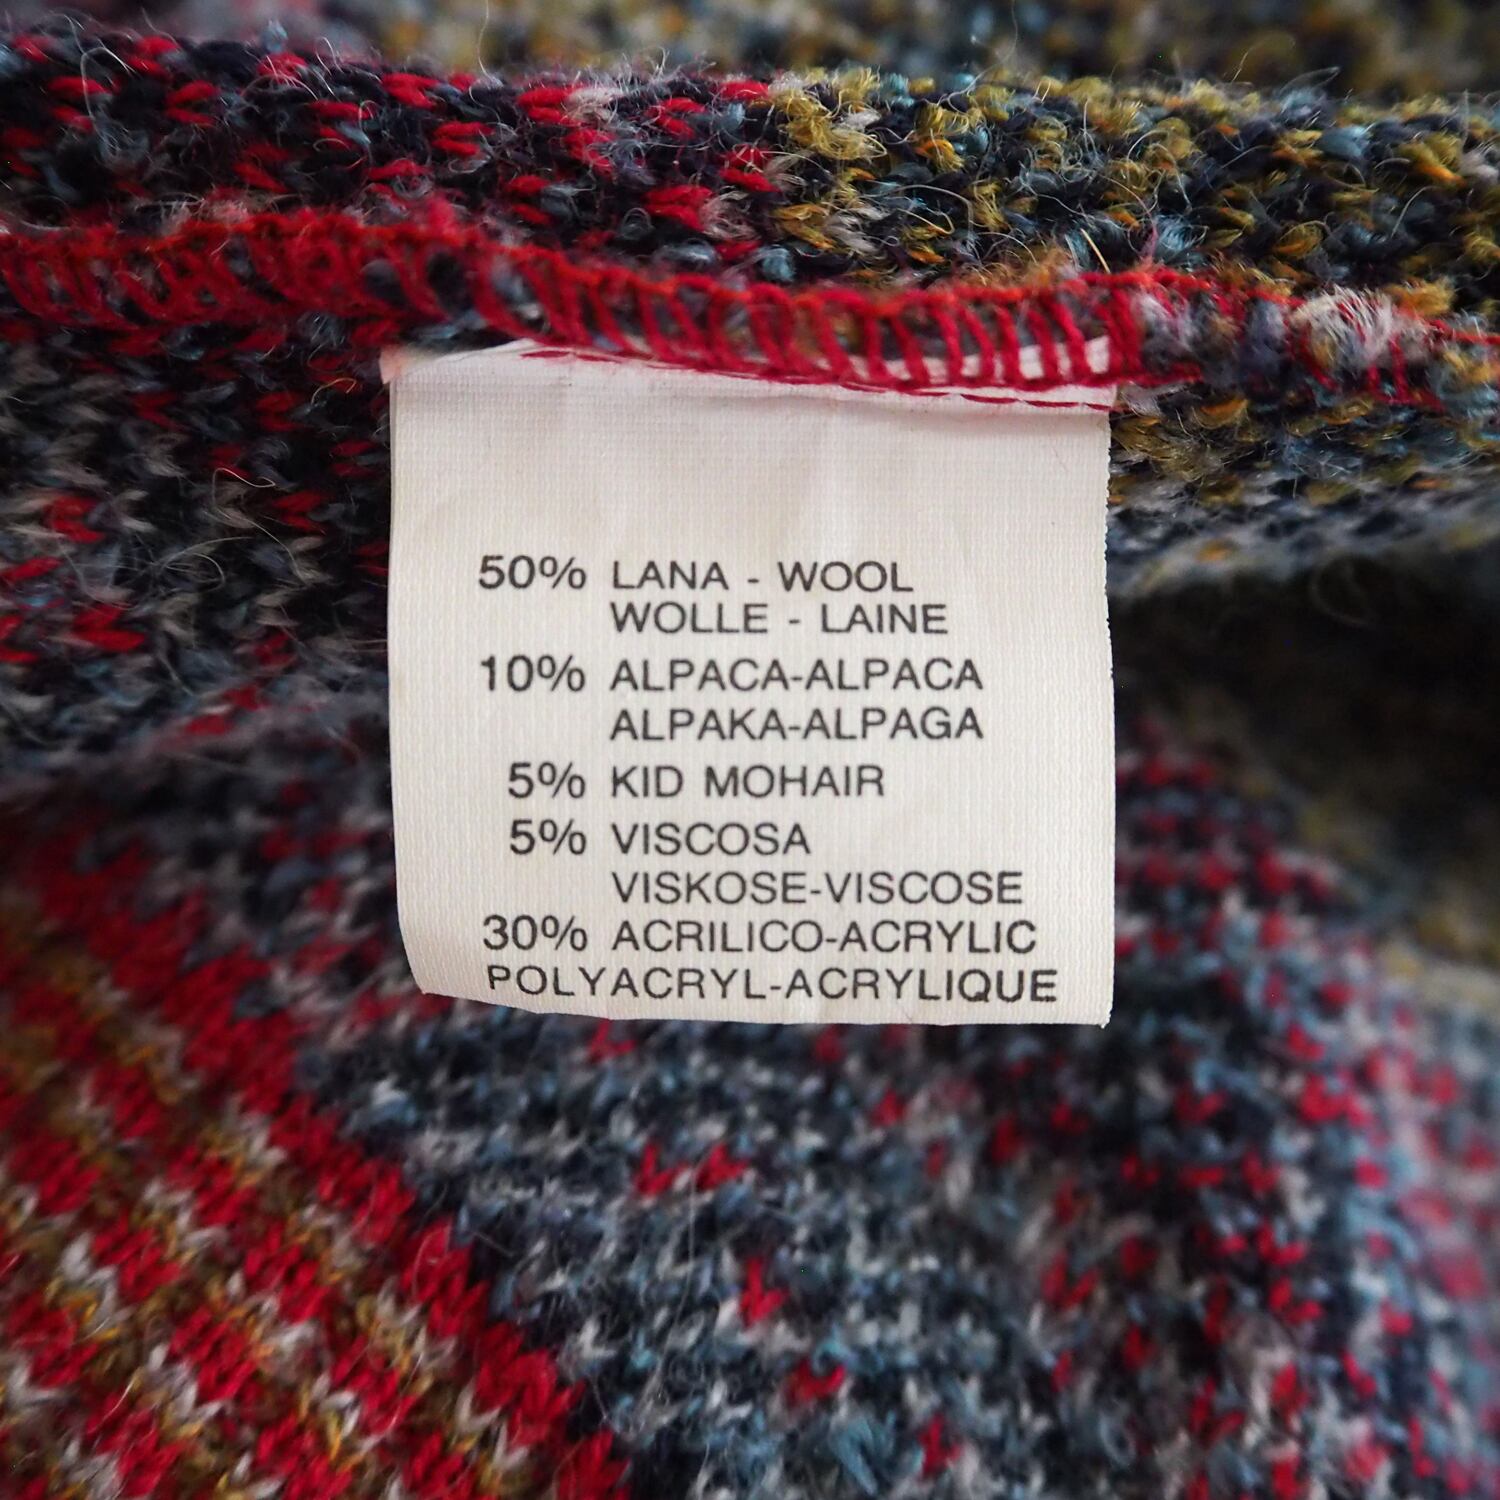 50% LANA - WOOL
WOLLE - LAINE
10% ALPACA-ALPACA
ALPAKA-ALPAGA
5% KID MOHAIR
5% VISCOSA
VISKOSE-VISCOSE
30% ACRILICO-ACRYLIC
POLYACRYL-ACRYLIQUE